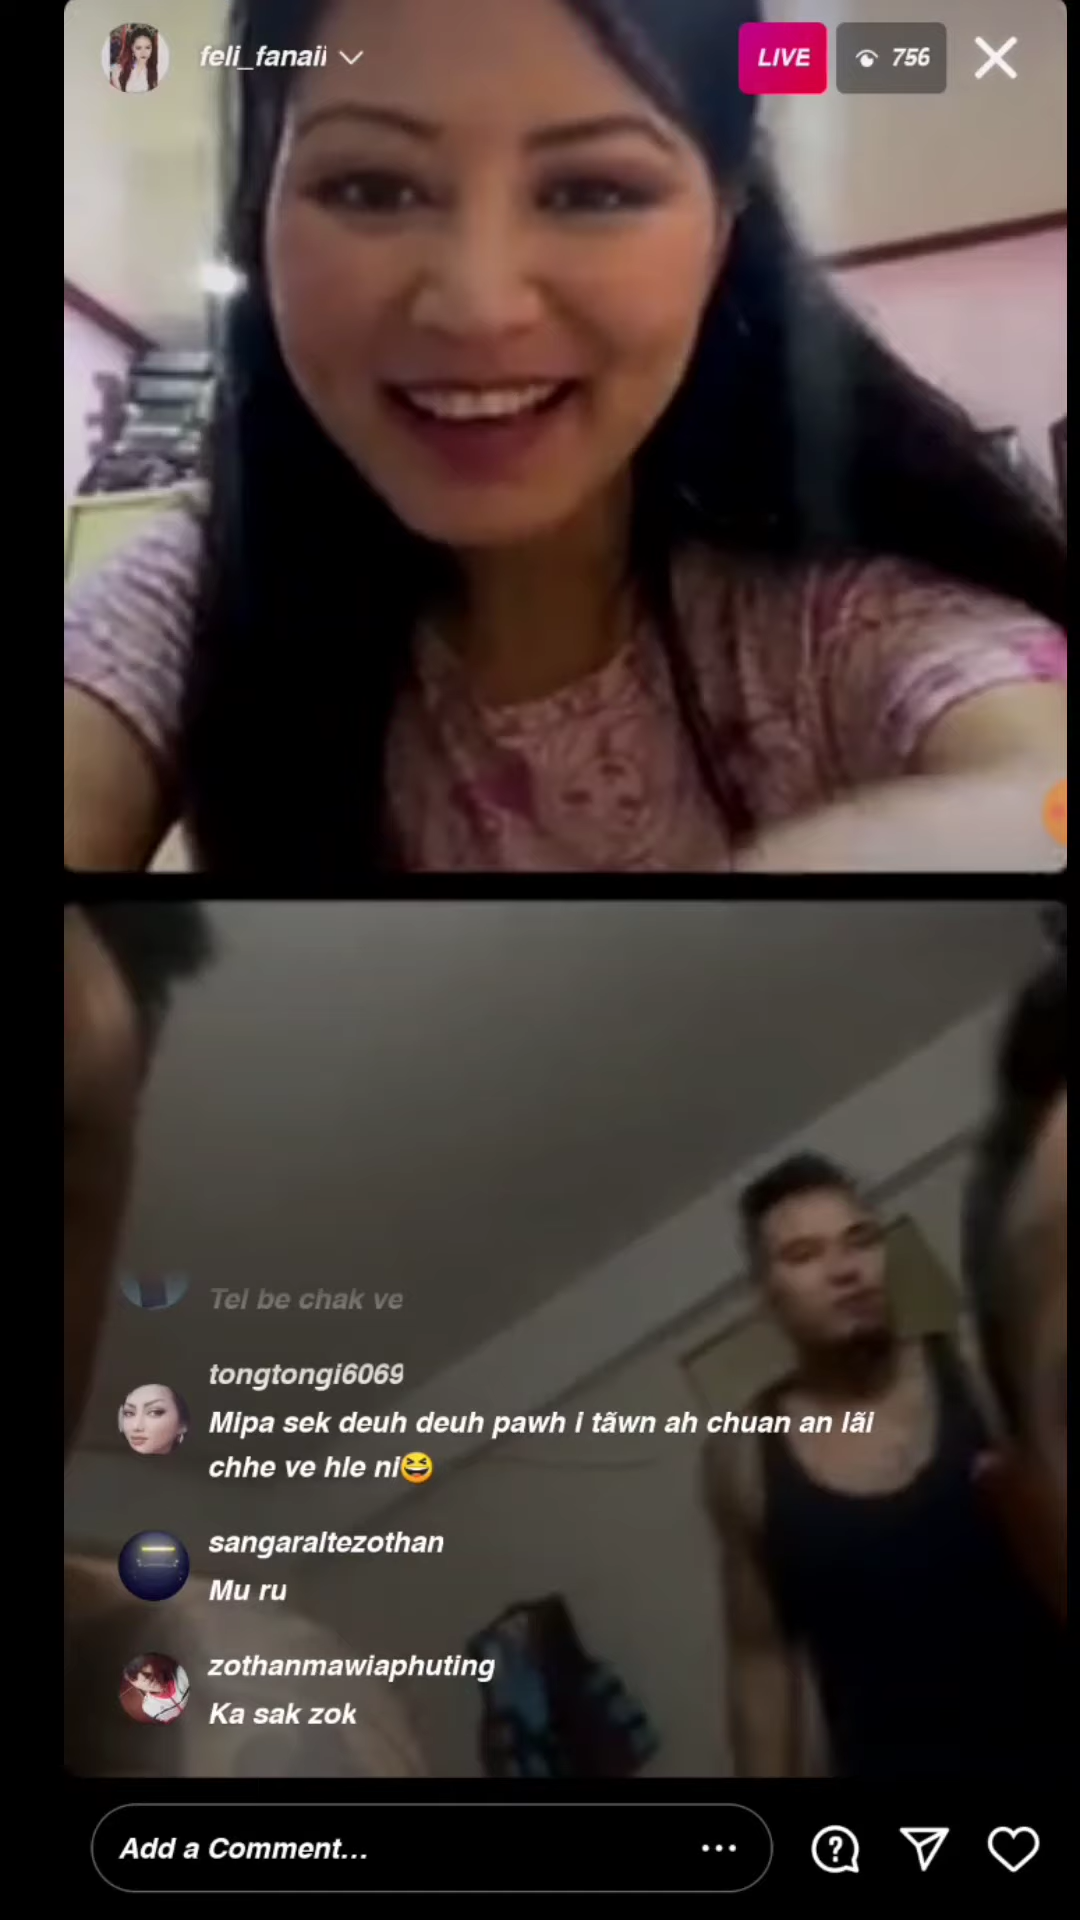 feli_fanaii
LIVE
756
Tel be chak ve
tongtongi6069
Mipa sek deuh deuh pawh i tãwn ah chuan an lãi
chhe ve hle ni😆
sangaraltezothan
Mu ru
zothanmawiaphuting
Ka sak zok
Add a Comment...